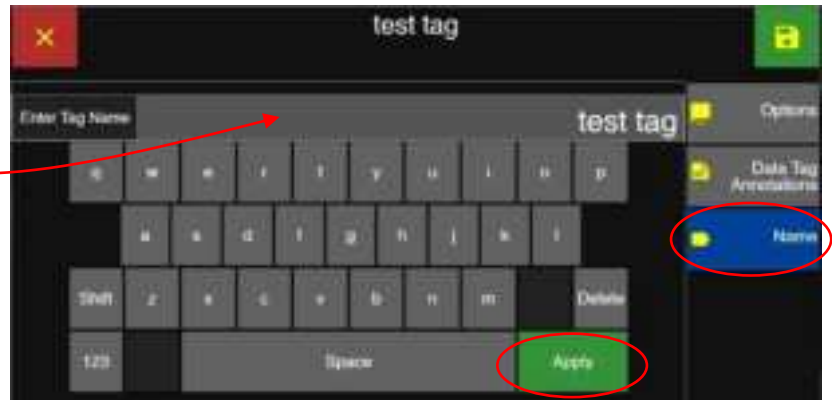 test tag
Enter Tag Name
test tag
Options
q w e r t y u i o p
Data Tag
Annotations
a s d f g h j k l
Name
Shift z x c v b n m Delete
123 Space Apply